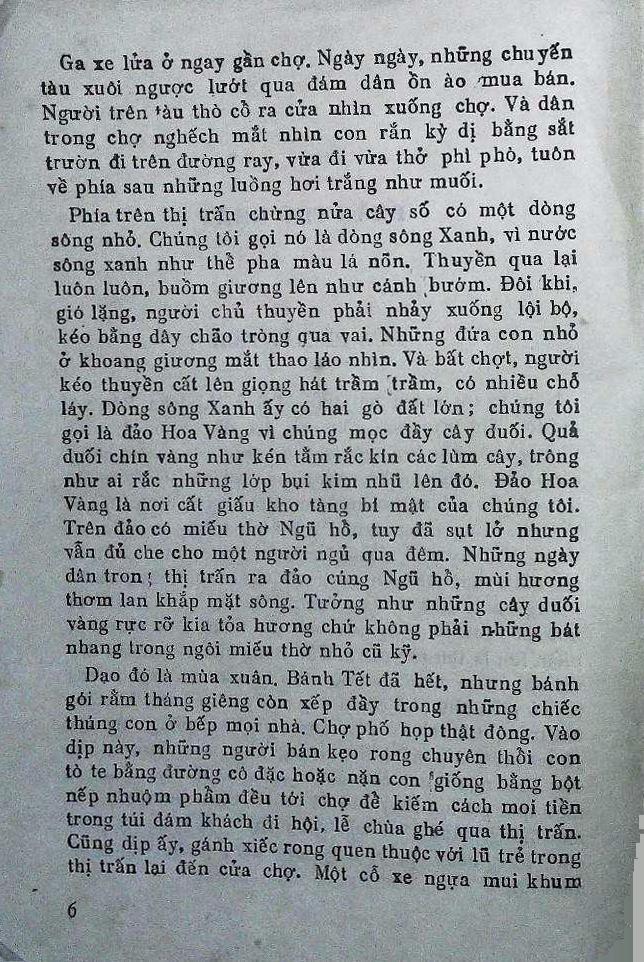 Ga xe lửa ở ngay gần chợ. Ngày ngày, những chuyến
tàu xuôi ngược lướt qua đám dân ồn ào mua bán.
Người trên tàu thò cổ ra cửa nhìn xuống chợ. Và dân
trong chợ nghếch mắt nhìn con rắn kỳ dị bằng sắt
trườn đi trên đường ray, vừa đi vừa thở phì phò, tuôn
về phía sau những luồng hơi trắng như muối.
Phía trên thị trấn chừng nửa cây số có một dòng
sông nhỏ. Chúng tôi gọi nó là dòng sông Xanh, vì nước
sông xanh như thể pha màu lá nõn. Thuyền qua lại
luôn luôn, buồm giương lên như cánh bướm. Đôi khi,
gió lặng, người chủ thuyền phải nhảy xuống lội bộ,
kéo bằng dây chão tròng qua vai. Những đứa con nhỏ
ở khoang giương mắt thao láo nhìn. Và bất chợt, người
kéo thuyền cất lên giọng hát trầm trầm, có nhiều chỗ
láy. Dòng sông Xanh ấy có hai gò đất lớn; chúng tôi
gọi là đảo Hoa Vàng vì chúng mọc đầy cây duối. Quả
duối chín vàng như kén tằm rắc kín các lùm cây, trông
như ai rắc những lớp bụi kim nhũ lên đó. Đảo Hoa
Vàng là nơi cất giấu kho tàng bí mật của chúng tôi.
Trên đảo có miếu thờ Ngũ hổ, tuy đã sụt lở nhưng
vẫn đủ che cho một người ngủ qua đêm. Những ngày
dân trong thị trấn ra đảo cúng Ngũ hổ, mùi hương
thơm lan khắp mặt sông. Tưởng như những cây duối
vàng rực rỡ kia tỏa hương chứ không phải những bát
nhang trong ngôi miếu thờ nhỏ cũ kỹ.
Dạo đó là mùa xuân. Bánh Tết đã hết, nhưng bánh
gói rằm tháng giêng còn xếp đầy trong những chiếc
thúng con ở bếp mọi nhà. Chợ phố họp thật đông. Vào
dịp này, những người bán kẹo rong chuyên thổi con
tò te bằng đường cô đặc hoặc nặn con giống bằng bột
nếp nhuộm phẩm đều tới chợ để kiếm cách moi tiền
trong túi đám khách đi hội, lễ chùa ghé qua thị trấn.
Cũng dịp ấy, gánh xiếc rong quen thuộc với lũ trẻ trong
thị trấn lại đến cửa chợ. Một cỗ xe ngựa mui khum
6